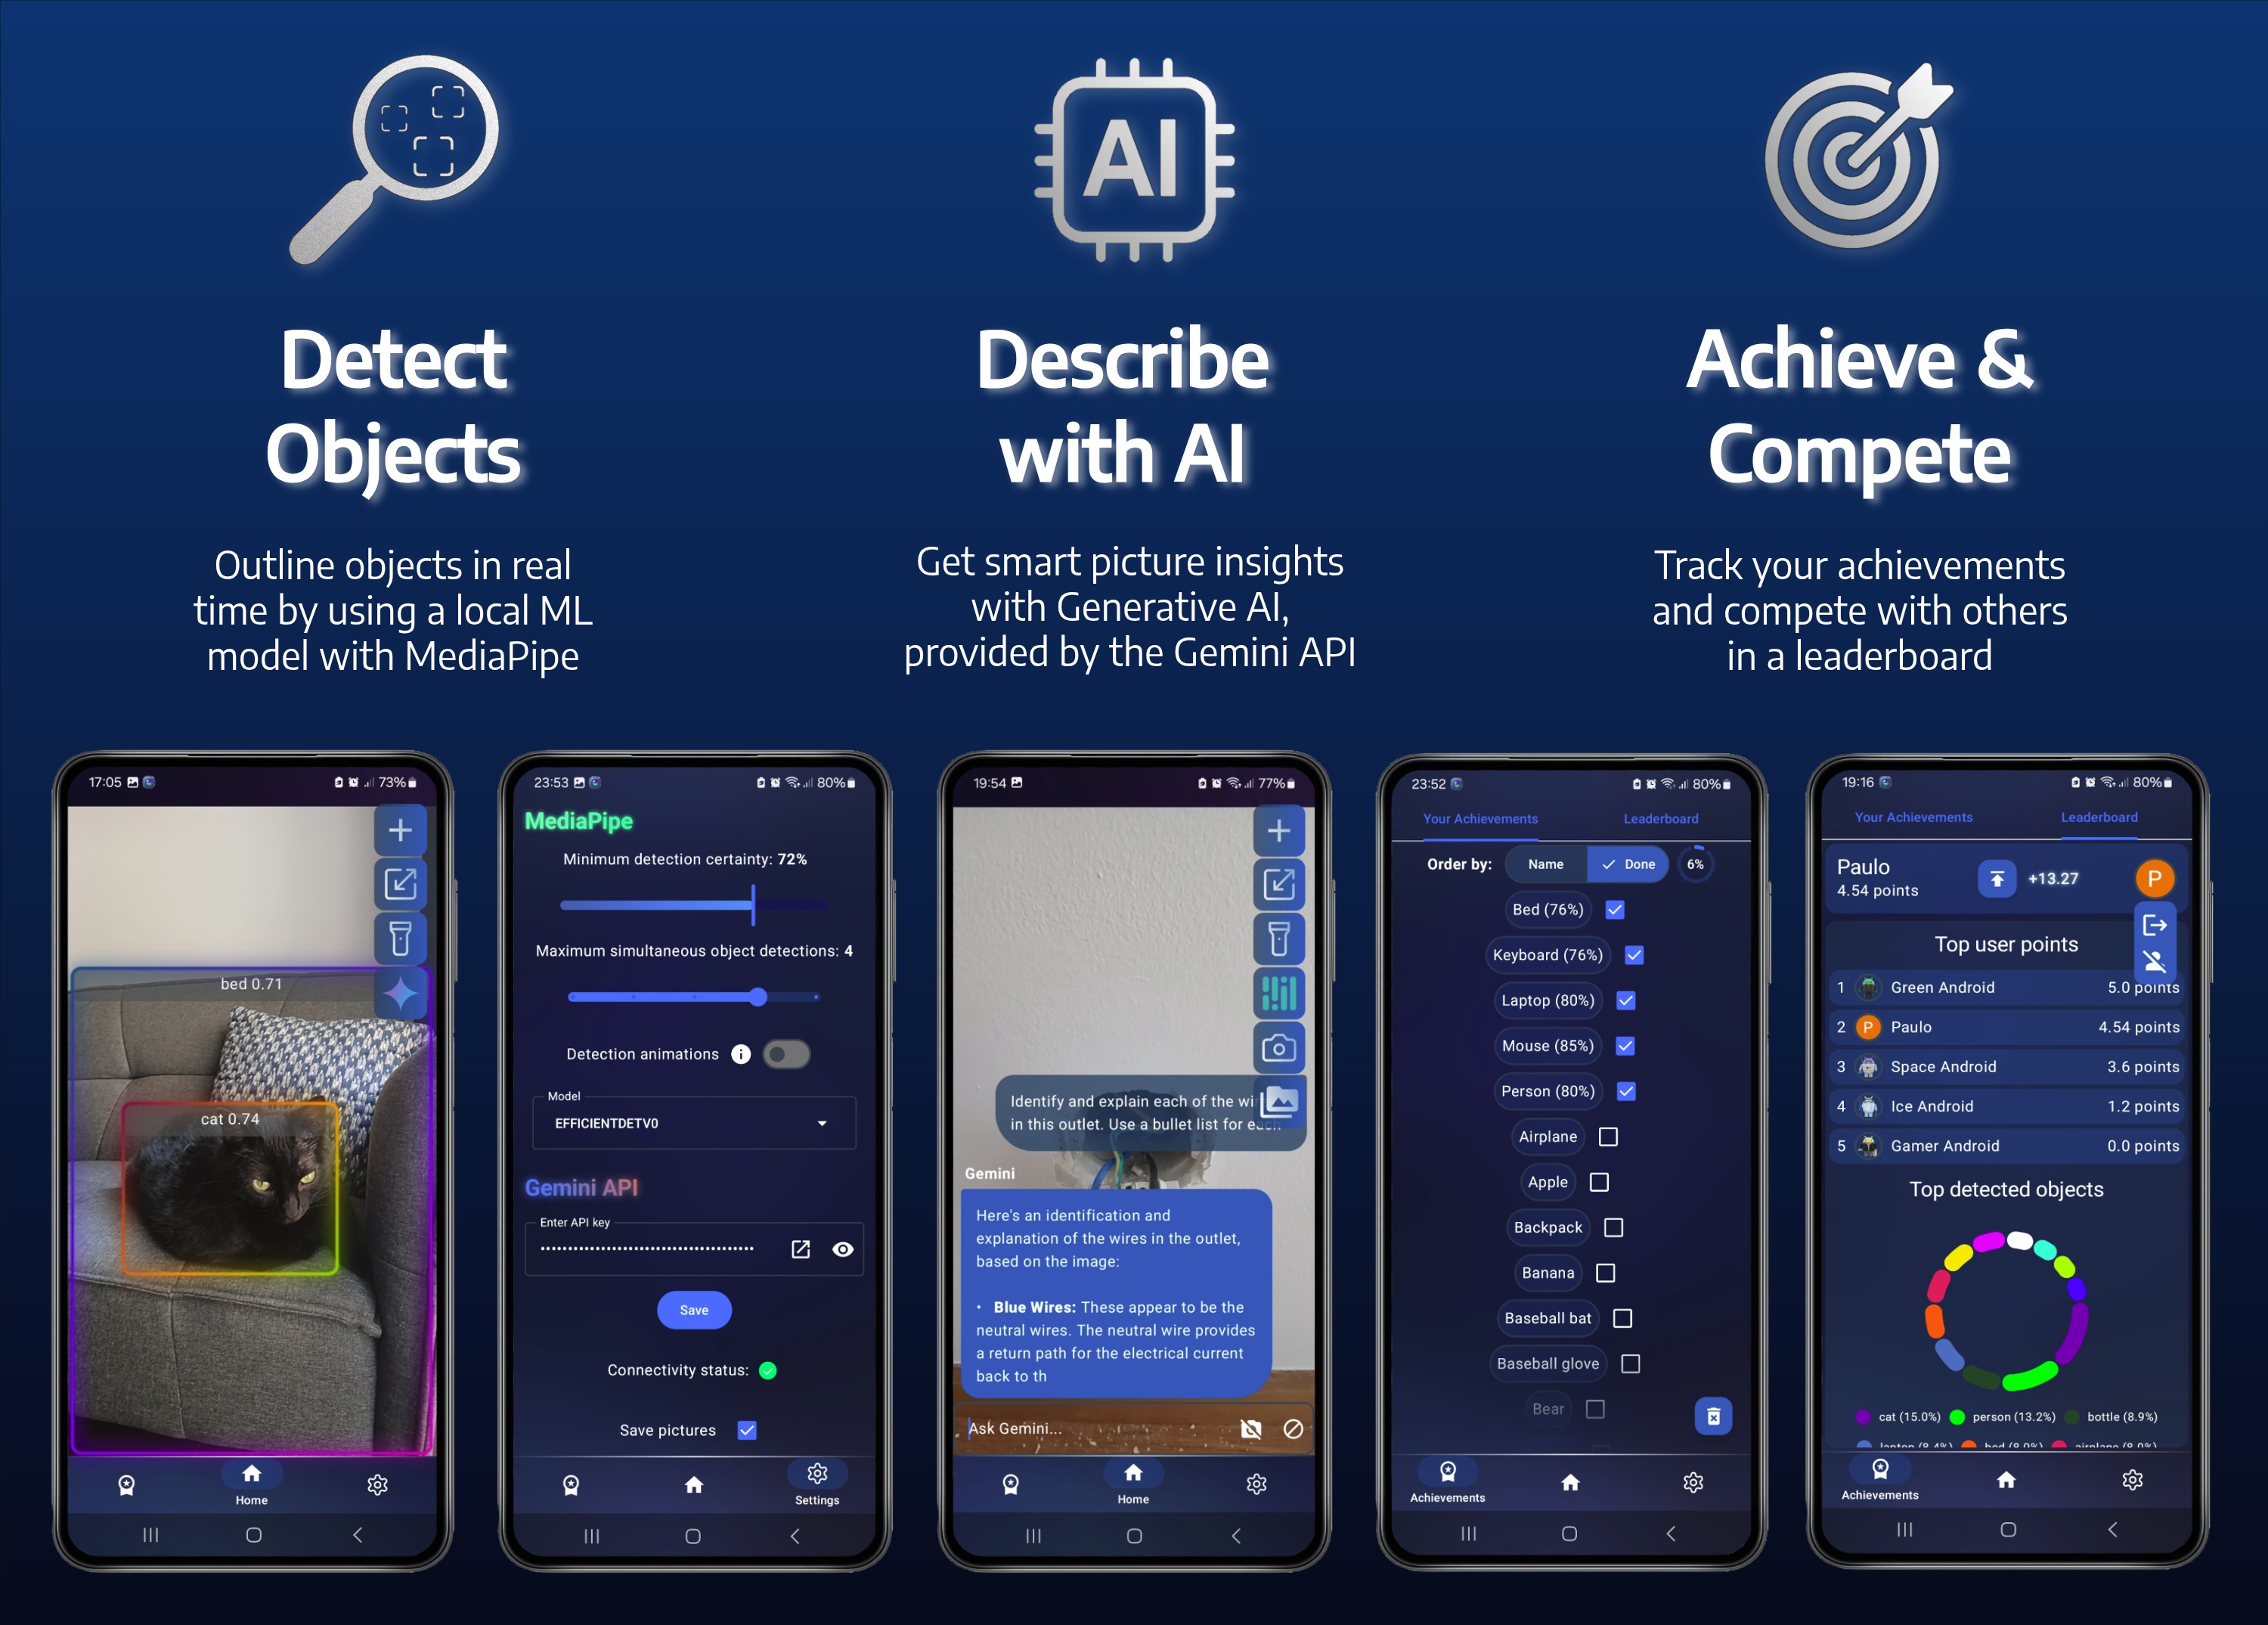 AI
Detect
Objects
Outline objects in real
time by using a local ML
model with MediaPipe
Describe
with AI
Get smart picture insights
with Generative AI,
provided by the Gemini API
Achieve &
Compete
Track your achievements
and compete with others
in a leaderboard
17:05
73%
bed 0.71
cat 0.74
Home
23:53
80%
MediaPipe
Minimum detection certainty: 72%
Maximum simultaneous object detections: 4
Detection animations
Model
EFFICIENTDETV0
Gemini API
Enter API key
Save
Connectivity status:
Save pictures
Settings
19:54
77%
Identify and explain each of the
in this outlet. Use a bullet list for each
Gemini
Here's an identification and
explanation of the wires in the outlet,
based on the image:
• Blue Wires: These appear to be the
neutral wires. The neutral wire provides
a return path for the electrical current
back to th
Ask Gemini...
Home
23:52
80%
Your Achievements
Leaderboard
Order by:
Name
Done
6%
Bed (76%)
Keyboard (76%)
Laptop (80%)
Mouse (85%)
Person (80%)
Airplane
Apple
Backpack
Banana
Baseball bat
Baseball glove
Bear
Achievements
19:16
80%
Your Achievements
Leaderboard
Paulo
4.54 points
+13.27
P
Top user points
1 Green Android 5.0 points
2 P Paulo 4.54 points
3 Space Android 3.6 points
4 Ice Android 1.2 points
5 Gamer Android 0.0 points
Top detected objects
cat (15.0%) person (13.2%) bottle (8.9%)
laptop (8.4%) bed (8.0%) airplane (8.0%)
Achievements